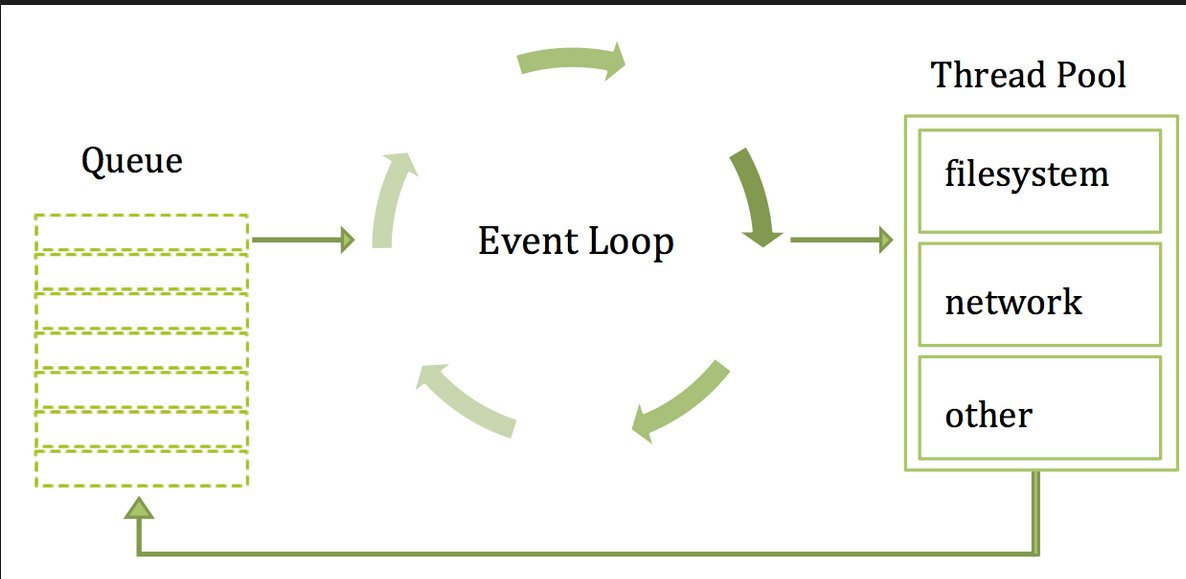 Thread Pool
Queue
filesystem
Event Loop
network
other